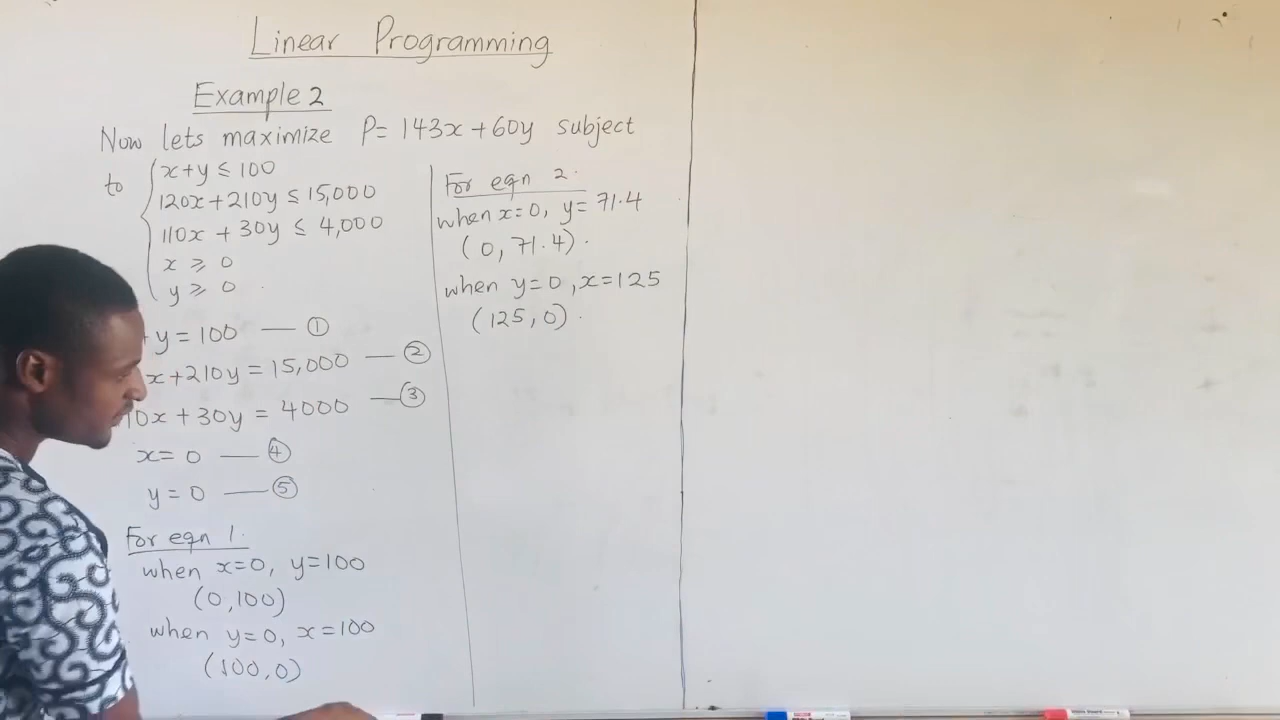 Linear Programming
Example 2
Now lets maximize P= 143x + 60y subject
to
x+y ≤ 100
120x+210y ≤ 15,000
110x + 30y ≤ 4,000
x ≥ 0
y ≥ 0
y = 100 — ①
x+210y = 15,000 — ②
10x + 30y = 4000 — ③
x= 0 — ④
y = 0 — ⑤
For eqn 1.
when x=0, y=100
(0,100)
when y=0, x=100
(100,0)
For eqn 2.
when x=0, y= 71.4
(0, 71.4).
when y=0, x=125
(125,0).